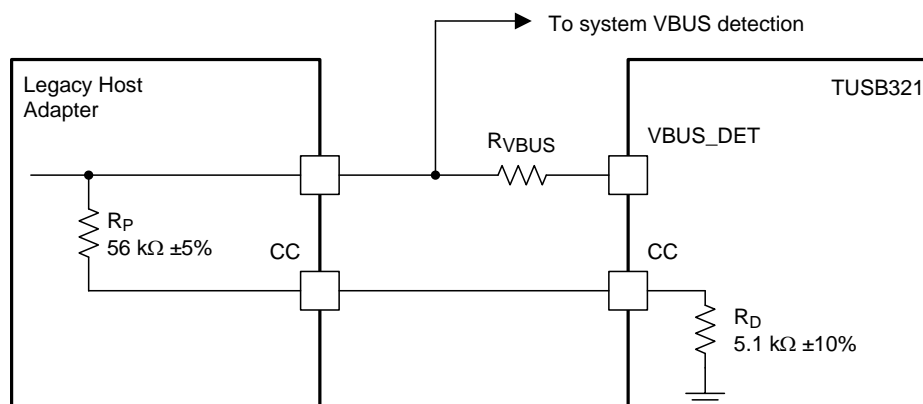 To system VBUS detection
Legacy Host
Adapter
TUSB321
RVBUS
VBUS_DET
RP
56 kΩ ±5%
CC
CC
RD
5.1 kΩ ±10%